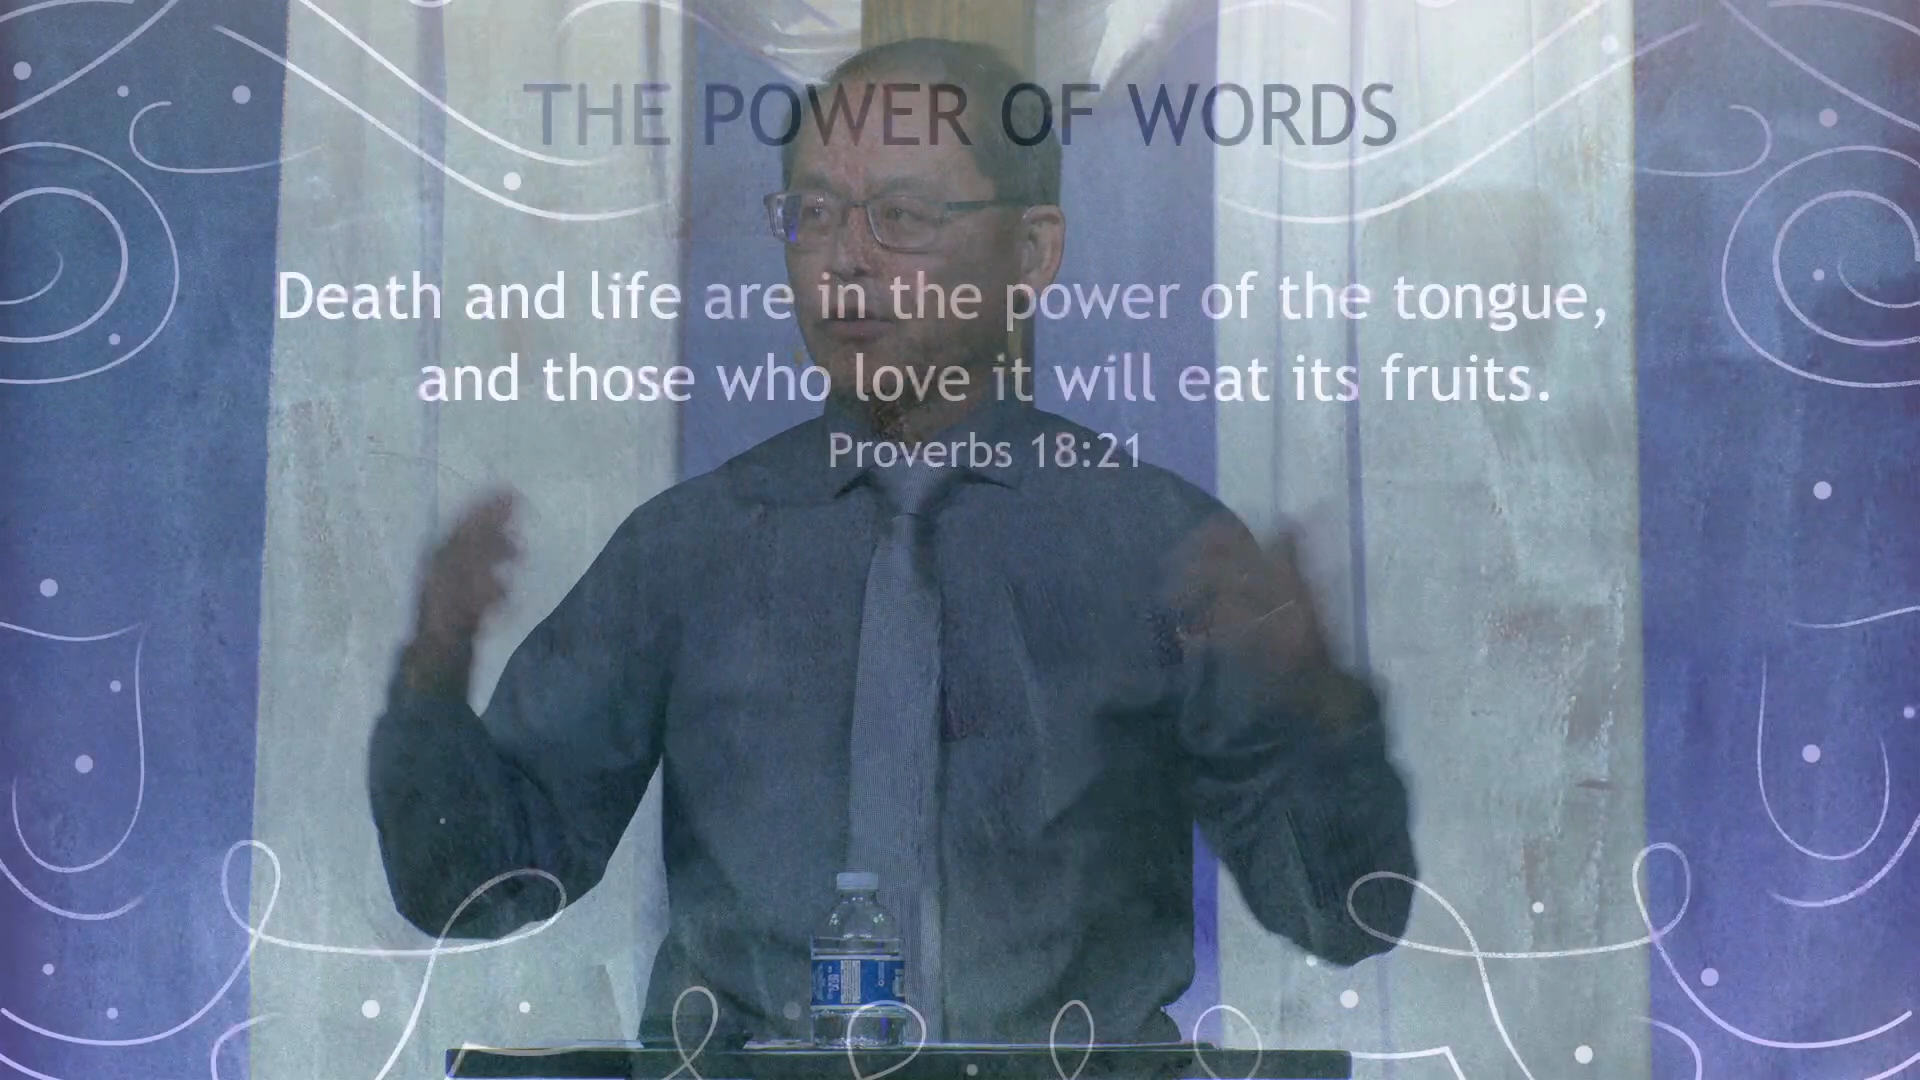 THE POWER OF WORDS
Death and life are in the power of the tongue,
and those who love it will eat its fruits.
Proverbs 18:21